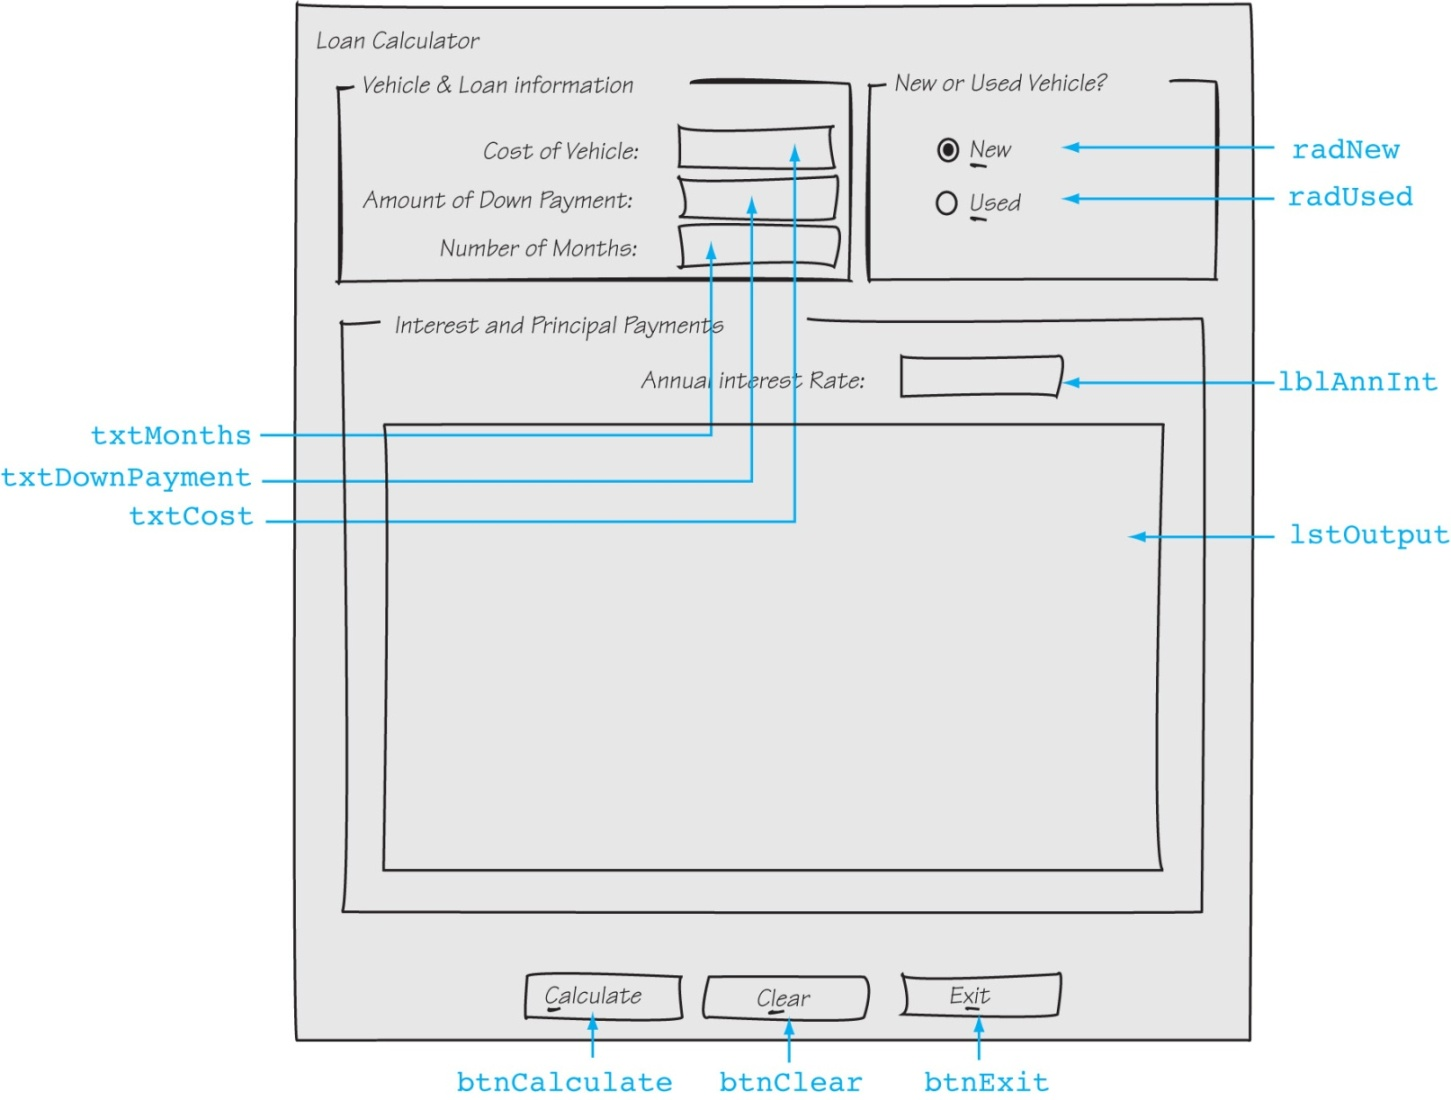 Loan Calculator
Vehicle & Loan information
New or Used Vehicle?
Cost of Vehicle:
New
radNew
Amount of Down Payment:
Used
radUsed
Number of Months:
Interest and Principal Payments
Annual interest Rate:
lblAnnInt
txtMonths
txtDownPayment
txtCost
lstOutput
Calculate
Clear
Exit
btnCalculate
btnClear
btnExit